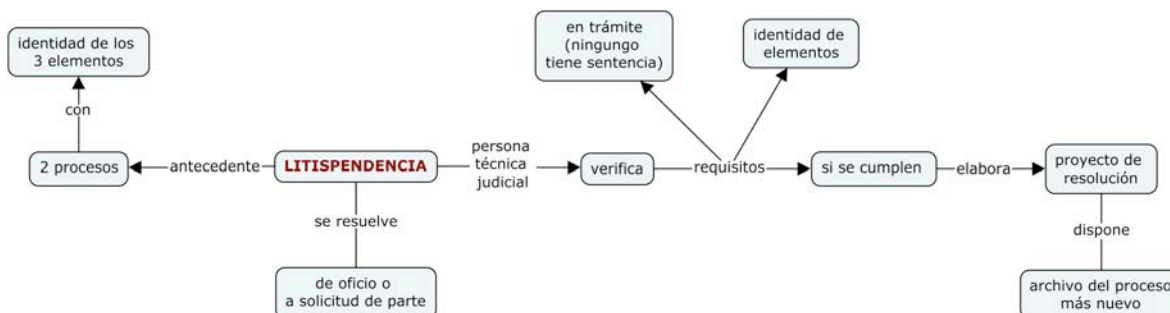 identidad de los
3 elementos
con
2 procesos
antecedente
LITISPENDENCIA
se resuelve
de oficio o
a solicitud de parte
persona
técnica
judicial
verifica
requisitos
en trámite
(ningungo
tiene sentencia)
identidad de
elementos
si se cumplen
elabora
proyecto de
resolución
dispone
archivo del proceso
más nuevo